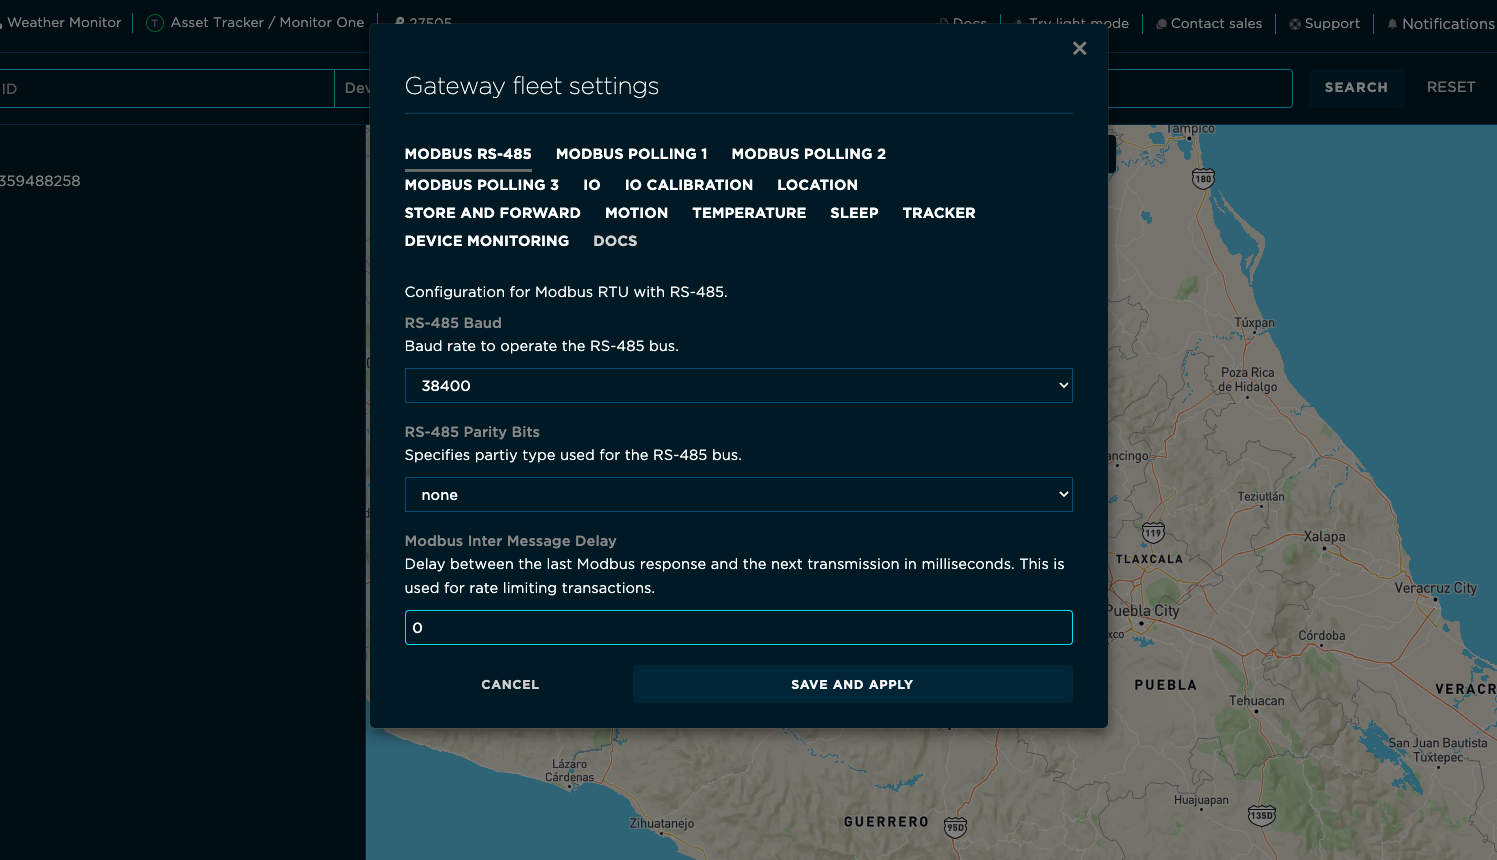 Weather Monitor
T
Asset Tracker / Monitor One
27505
Docs
Try light mode
Contact sales
Support
Notifications
ID
Dev
SEARCH
RESET
359488258
Gateway fleet settings
MODBUS RS-485
MODBUS POLLING 1
MODBUS POLLING 2
MODBUS POLLING 3
IO
IO CALIBRATION
LOCATION
STORE AND FORWARD
MOTION
TEMPERATURE
SLEEP
TRACKER
DEVICE MONITORING
DOCS
Configuration for Modbus RTU with RS-485.
RS-485 Baud
Baud rate to operate the RS-485 bus.
38400
RS-485 Parity Bits
Specifies partiy type used for the RS-485 bus.
none
Modbus Inter Message Delay
Delay between the last Modbus response and the next transmission in milliseconds. This is
used for rate limiting transactions.
0
CANCEL
SAVE AND APPLY
Tampico
180
Túxpan
Poza Rica
de Hidalgo
ancingo
Teziutlán
119
Xalapa
TLAXCALA
Veracruz City
Puebla City
xco
Córdoba
PUEBLA
VERACR
Tehuacan
San Juan Bautista
Tuxtepec
Lázaro
Cárdenas
Huajuapan
GUERRERO
95D
135D
Zihuatanejo